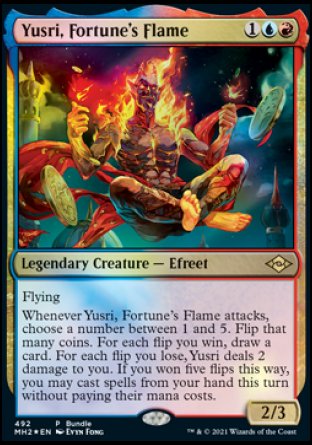 Yusri, Fortune's Flame 1
Legendary Creature — Efreet
Flying
Whenever Yusri, Fortune's Flame attacks,
choose a number between 1 and 5. Flip that
many coins. For each flip you win, draw a
card. For each flip you lose, Yusri deals 2
damage to you. If you won five flips this way,
you may cast spells from your hand this turn
without paying their mana costs.
492 P Bundle
MH2 ★ EN Evyn Fong
2/3
™ & © 2021 Wizards of the Coast